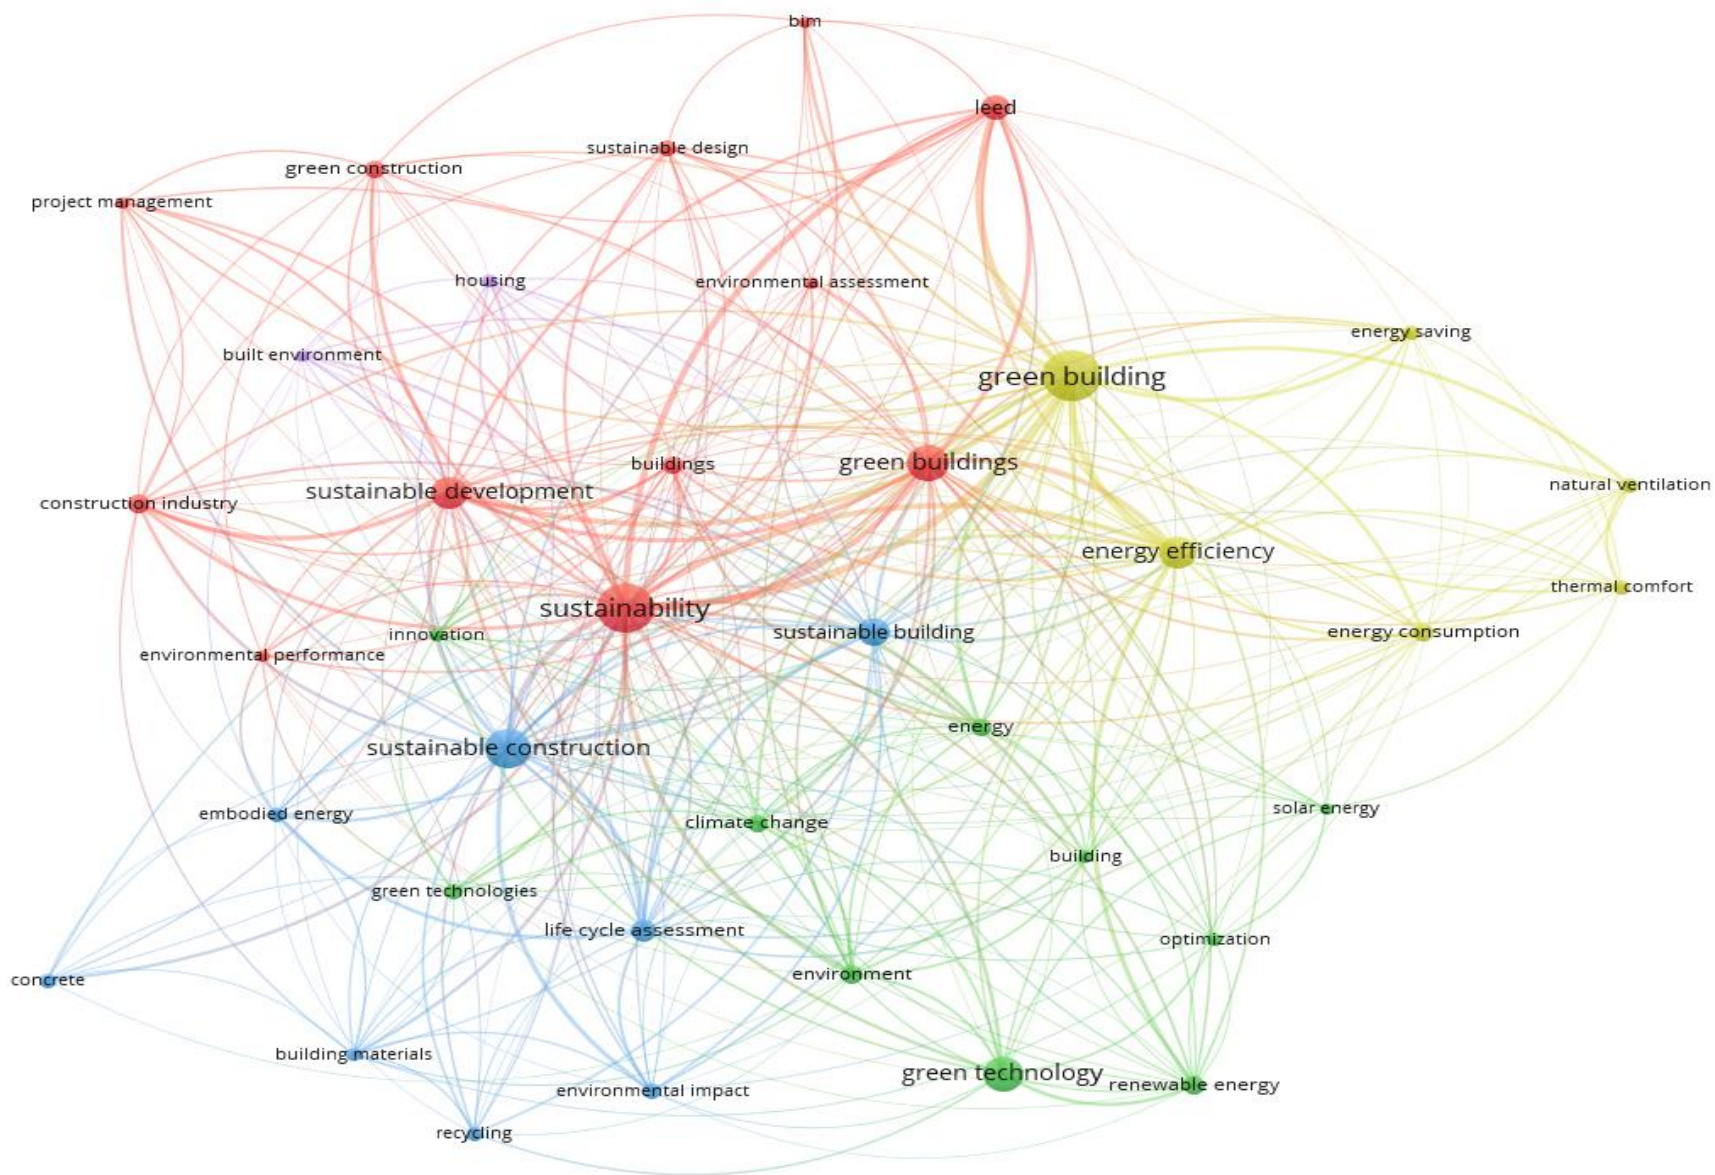 bim
leed
sustainable design
green construction
project management
housing
environmental assessment
energy saving
built environment
green building
buildings
green buildings
natural ventilation
sustainable development
construction industry
energy efficiency
thermal comfort
sustainability
innovation
sustainable building
energy consumption
environmental performance
energy
sustainable construction
solar energy
embodied energy
climate change
building
green technologies
life cycle assessment
optimization
environment
concrete
building materials
green technology
renewable energy
environmental impact
recycling